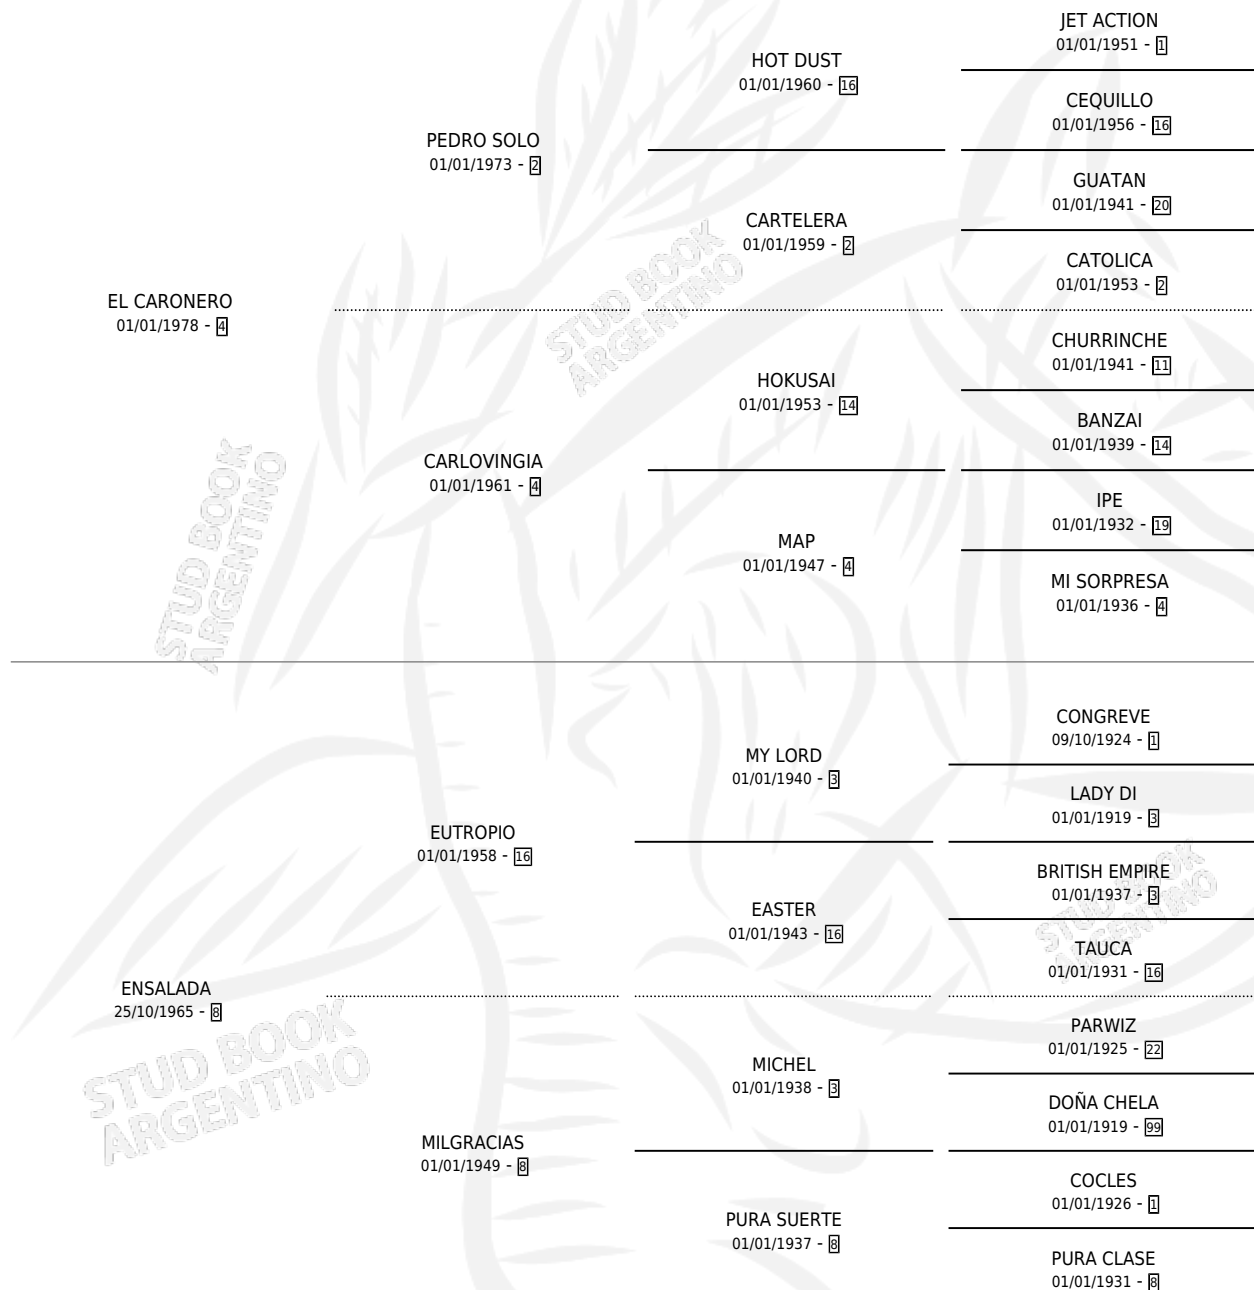 JET ACTION
01/01/1951 - 1
HOT DUST
01/01/1960 - 16
CEQUILLO
01/01/1956 - 16
PEDRO SOLO
01/01/1973 - 2
GUATAN
01/01/1941 - 20
CARTELERA
01/01/1959 - 2
CATOLICA
01/01/1953 - 2
EL CARONERO
01/01/1978 - 4
CHURRINCHE
01/01/1941 - 11
HOKUSAI
01/01/1953 - 14
BANZAI
01/01/1939 - 14
CARLOVINGIA
01/01/1961 - 4
IPE
01/01/1932 - 19
MAP
01/01/1947 - 4
MI SORPRESA
01/01/1936 - 4
STUD BOOK
ARGENTINO
STUD BOOK
ARGENTINO
CONGREVE
09/10/1924 - 1
MY LORD
01/01/1940 - 3
LADY DI
01/01/1919 - 3
EUTROPIO
01/01/1958 - 16
BRITISH EMPIRE
01/01/1937 - 3
EASTER
01/01/1943 - 16
TAUCA
01/01/1931 - 16
STUD BOOK
ARGENTINO
ENSALADA
25/10/1965 - 8
PARWIZ
01/01/1925 - 22
MICHEL
01/01/1938 - 3
DOÑA CHELA
01/01/1919 - 99
STUD BOOK
ARGENTINO
MILGRACIAS
01/01/1949 - 8
COCLES
01/01/1926 - 1
PURA SUERTE
01/01/1937 - 8
PURA CLASE
01/01/1931 - 8